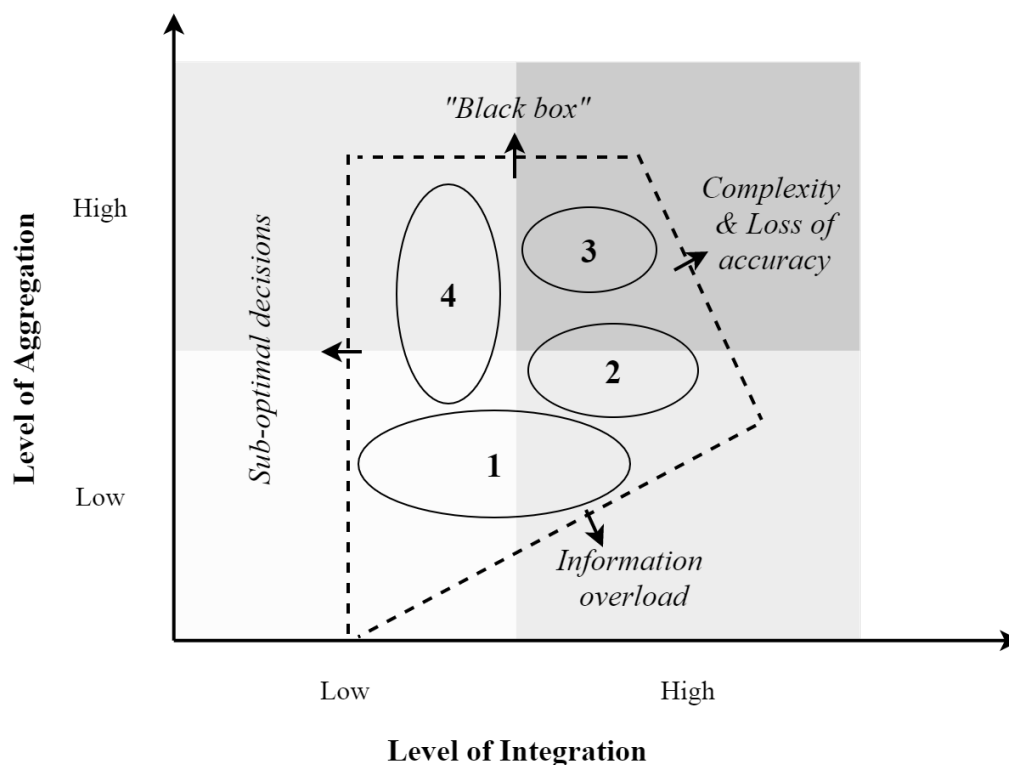 "Black box"
High
Complexity
& Loss of
accuracy
3
4
Level of Aggregation
Sub-optimal decisions
2
1
Low
Information
overload
Low
High
Level of Integration